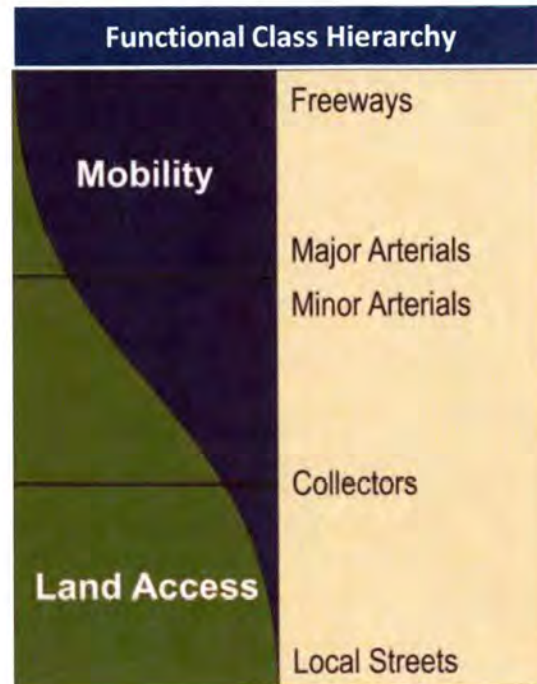 Functional Class Hierarchy
Freeways
Mobility
Major Arterials
Minor Arterials
Collectors
Land Access
Local Streets